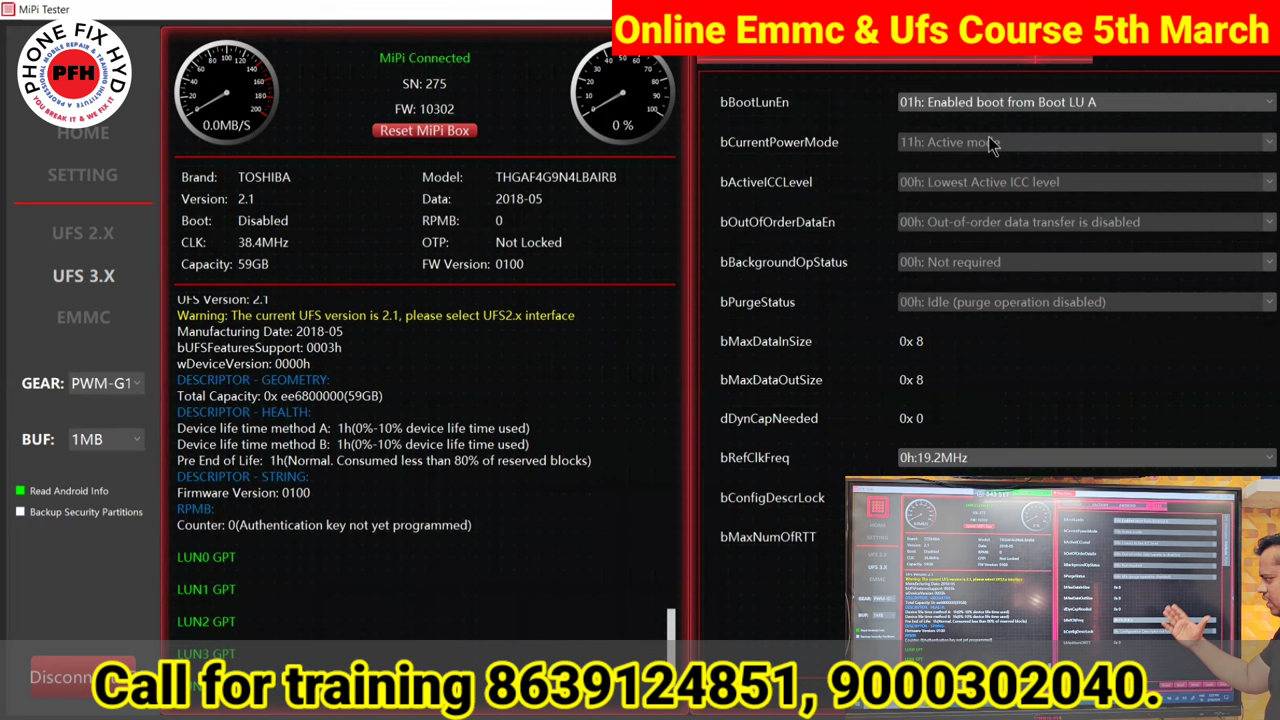 MiPi Tester
Online Emmc & Ufs Course 5th March
PHONE FIX HYD
PROFESSIONAL MOBILE REPAIR & TRAINING INSTITUTE
PFH
YOU BREAK IT & WE FIX IT
HOME
SETTING
UFS 2.X
UFS 3.X
EMMC
GEAR: PWM-G1
BUF: 1MB
Read Android Info
Backup Security Partitions
Disconn
MiPi Connected
SN: 275
FW: 10302
Reset MiPi Box
0.0MB/S
0 %
Brand: TOSHIBA Model: THGAF4G9N4LBAIRB
Version: 2.1 Data: 2018-05
Boot: Disabled RPMB: 0
CLK: 38.4MHz OTP: Not Locked
Capacity: 59GB FW Version: 0100
UFS Version: 2.1
Warning: The current UFS version is 2.1, please select UFS2.x interface
Manufacturing Date: 2018-05
bUFSFeaturesSupport: 0003h
wDeviceVersion: 0000h
DESCRIPTOR - GEOMETRY:
Total Capacity: 0x ee6800000(59GB)
DESCRIPTOR - HEALTH:
Device life time method A: 1h(0%-10% device life time used)
Device life time method B: 1h(0%-10% device life time used)
Pre End of Life: 1h(Normal. Consumed less than 80% of reserved blocks)
DESCRIPTOR - STRING:
Firmware Version: 0100
RPMB:
Counter: 0(Authentication key not yet programmed)
LUN0 GPT
LUN1 GPT
LUN2 GPT
LUN3 GPT
bBootLunEn 01h: Enabled boot from Boot LU A
bCurrentPowerMode 11h: Active mode
bActiveICCLevel 00h: Lowest Active ICC level
bOutOfOrderDataEn 00h: Out-of-order data transfer is disabled
bBackgroundOpStatus 00h: Not required
bPurgeStatus 00h: Idle (purge operation disabled)
bMaxDataInSize 0x 8
bMaxDataOutSize 0x 8
dDynCapNeeded 0x 0
bRefClkFreq 0h:19.2MHz
bConfigDescrLock
bMaxNumOfRTT
Call for training 8639124851, 9000302040.